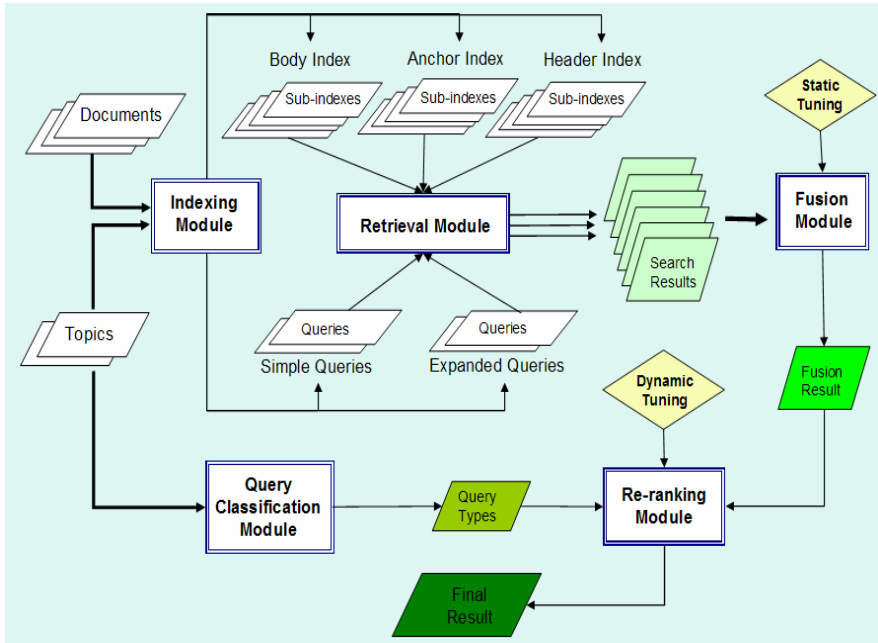 Body Index
Anchor Index
Header Index
Documents
Sub-indexes
Sub-indexes
Sub-indexes
Static
Tuning
Indexing
Module
Retrieval Module
Fusion
Module
Search
Results
Topics
Queries
Queries
Simple Queries
Expanded Queries
Dynamic
Tuning
Fusion
Result
Query
Classification
Module
Query
Types
Re-ranking
Module
Final
Result